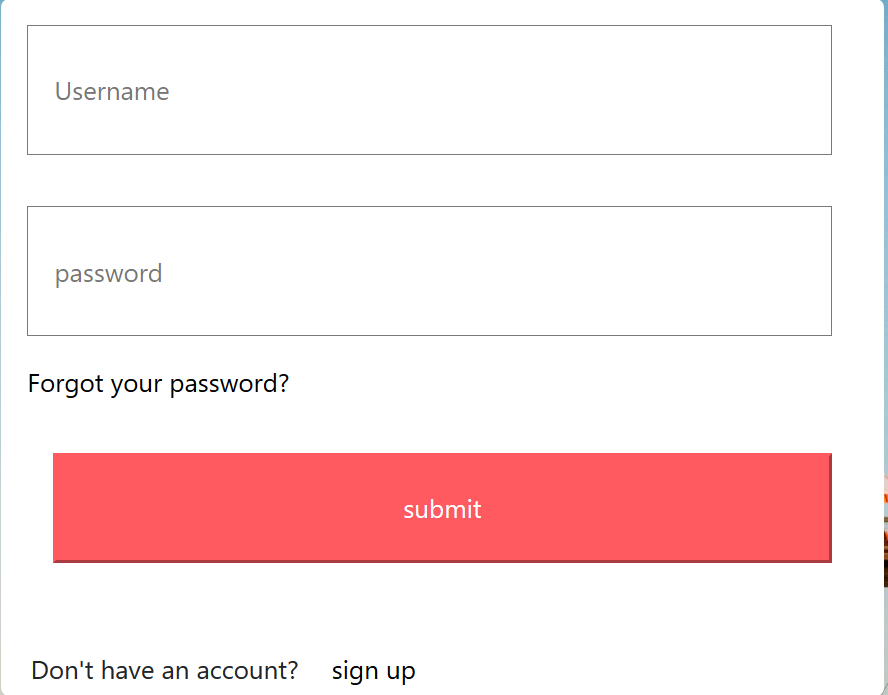 Username
password
Forgot your password?
submit
Don't have an account? sign up